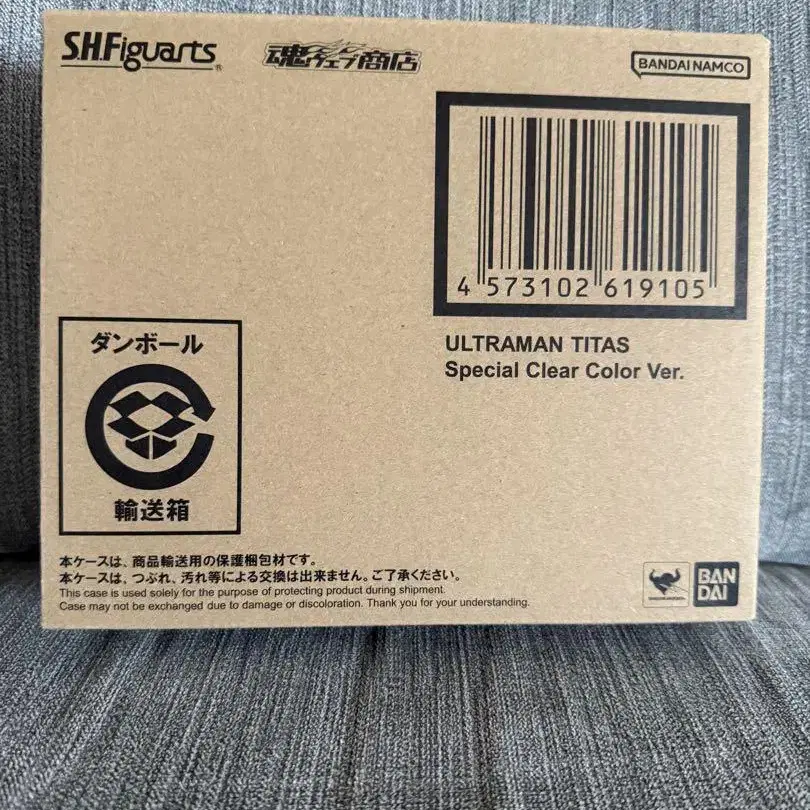 S.H.Figuarts®
魂ウェブ商店
BANDAI NAMCO
4 573102 619105
ULTRAMAN TITAS
Special Clear Color Ver.
ダンボール
輸送箱
本ケースは、商品輸送用の保護梱包材です。
本ケースは、つぶれ、汚れ等による交換は出来ません。ご了承ください。
This case is used solely for the purpose of protecting product during shipment.
Case may not be exchanged due to damage or discoloration. Thank you for your understanding.
BAN
DAI